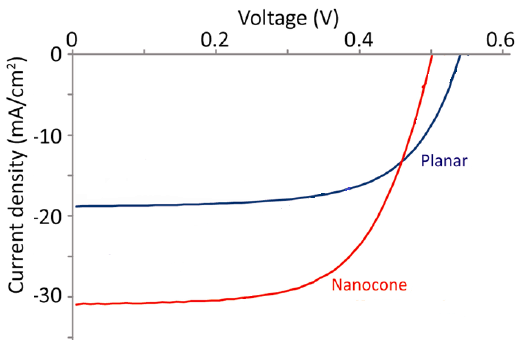 Voltage (V)
0 0.2 0.4 0.6
0
-10
-20
-30
Current density (mA/cm²)
Planar
Nanocone